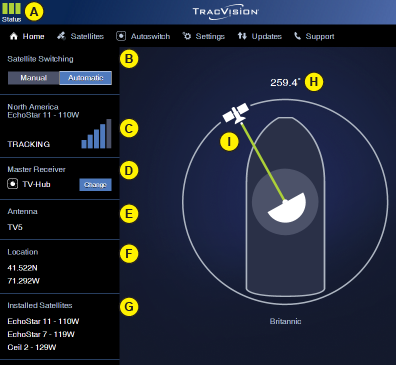 Status
A
TRACVISION
Home
Satellites
Autoswitch
Settings
Updates
Support
Satellite Switching
B
Manual
Automatic
259.4°
H
North America
EchoStar 11 - 110W
C
TRACKING
I
Master Receiver
D
TV-Hub
Change
Antenna
E
TV5
Location
F
41.522N
71.292W
Installed Satellites
G
EchoStar 11 - 110W
EchoStar 7 - 119W
Ceil 2 - 129W
Britannic